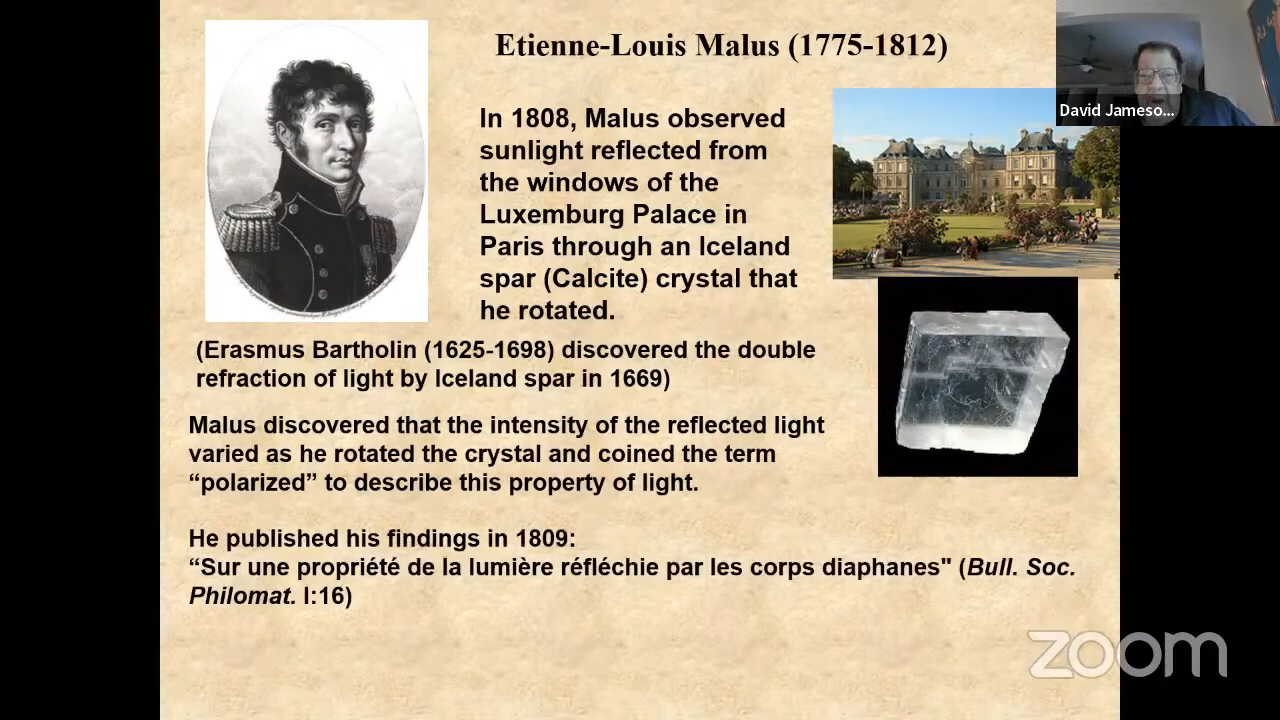 Etienne-Louis Malus (1775-1812)
David Jameso...
In 1808, Malus observed
sunlight reflected from
the windows of the
Luxemburg Palace in
Paris through an Iceland
spar (Calcite) crystal that
he rotated.
(Erasmus Bartholin (1625-1698) discovered the double
refraction of light by Iceland spar in 1669)
Malus discovered that the intensity of the reflected light
varied as he rotated the crystal and coined the term
“polarized” to describe this property of light.
He published his findings in 1809:
“Sur une propriété de la lumière réfléchie par les corps diaphanes" (Bull. Soc.
Philomat. I:16)
zoom